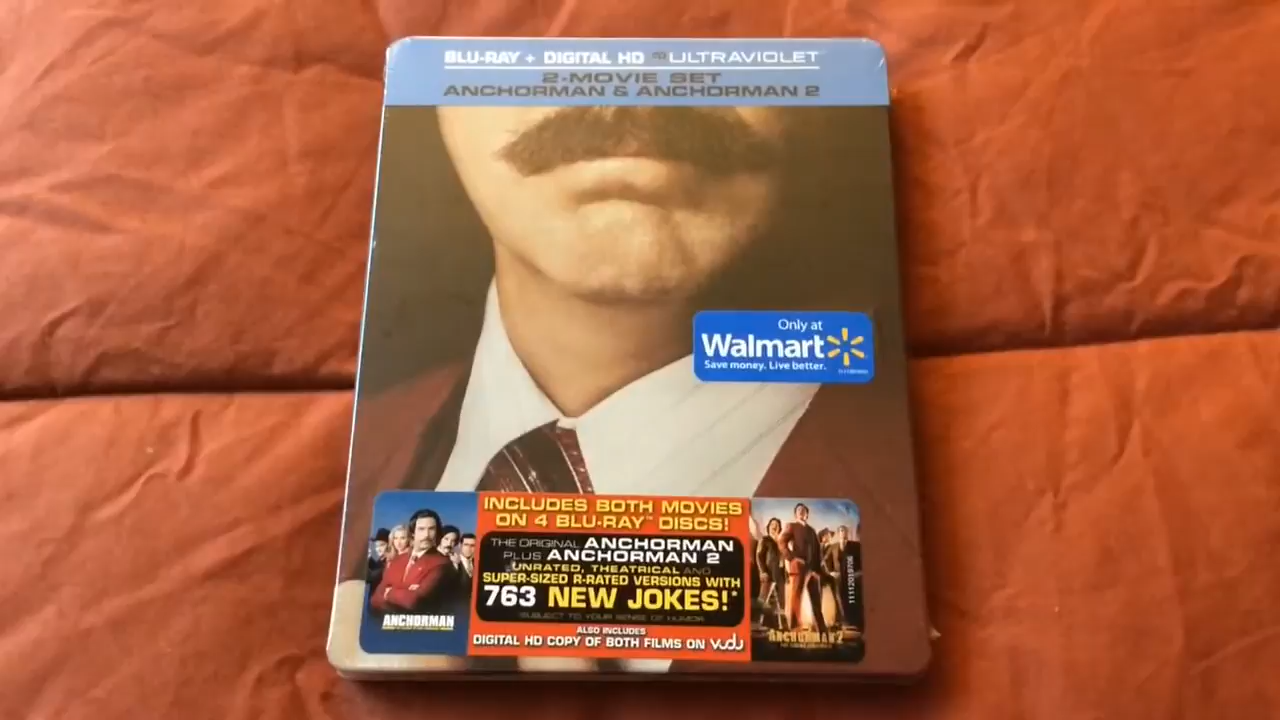 BLU-RAY + DIGITAL HD ULTRAVIOLET
2-MOVIE SET
ANCHORMAN & ANCHORMAN 2
Only at
Walmart
Save money. Live better.
INCLUDES BOTH MOVIES
ON 4 BLU-RAY™ DISCS!
THE ORIGINAL ANCHORMAN
PLUS ANCHORMAN 2
UNRATED, THEATRICAL AND
SUPER-SIZED R-RATED VERSIONS WITH
763 NEW JOKES!*
*SUBJECT TO YOUR SENSE OF HUMOR
ALSO INCLUDES
DIGITAL HD COPY OF BOTH FILMS ON VUDU
ANCHORMAN
ANCHORMAN 2